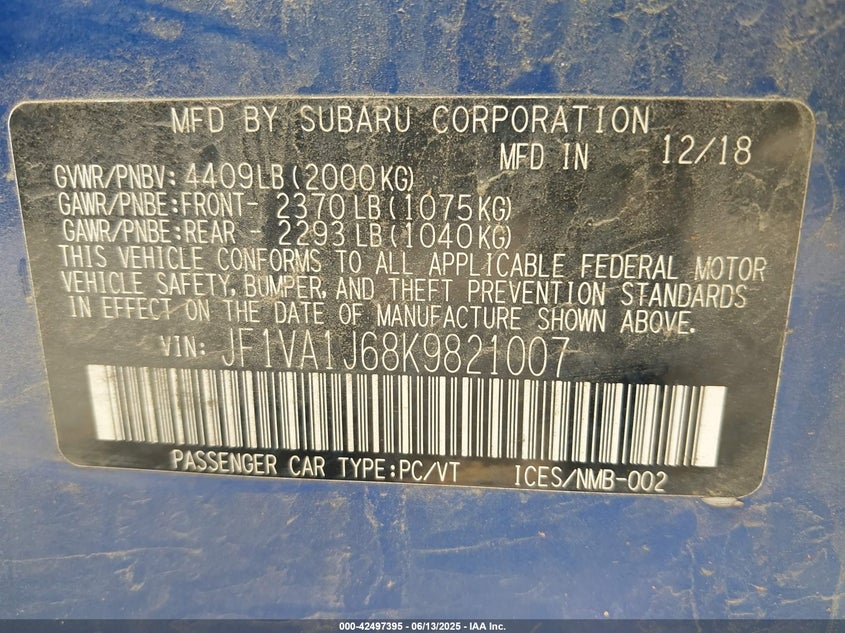 MFD BY SUBARU CORPORATION
MFD IN 12/18
GVWR/PNBV: 4409LB(2000KG)
GAWR/PNBE:FRONT- 2370LB(1075KG)
GAWR/PNBE:REAR - 2293LB(1040KG)
THIS VEHICLE CONFORMS TO ALL APPLICABLE FEDERAL MOTOR
VEHICLE SAFETY, BUMPER, AND THEFT PREVENTION STANDARDS
IN EFFECT ON THE DATE OF MANUFACTURE SHOWN ABOVE.
VIN: JF1VA1J68K9821007
PASSENGER CAR TYPE:PC/VT ICES/NMB-002
000-42497395 - 06/13/2025 - IAA Inc.